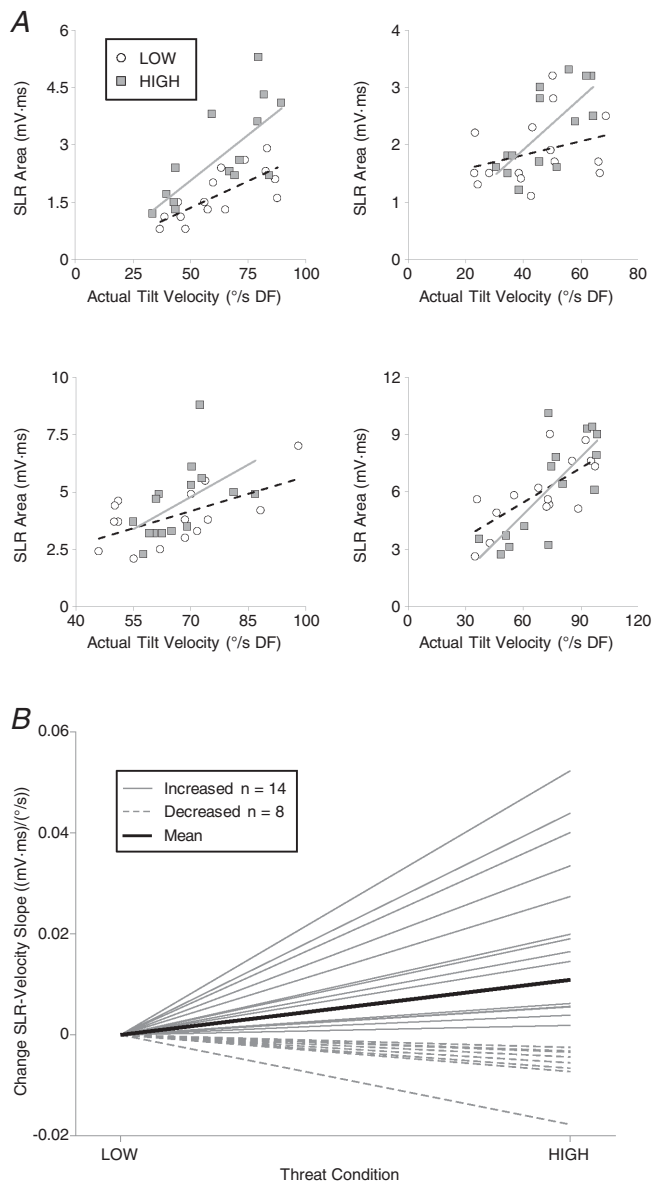 A
6
4.5
3
1.5
0
SLR Area (mV·ms)
LOW
HIGH
0 25 50 75 100
Actual Tilt Velocity (°/s DF)
4
3
2
1
0
SLR Area (mV·ms)
0 20 40 60 80
Actual Tilt Velocity (°/s DF)
10
7.5
5
2.5
0
SLR Area (mV·ms)
40 55 70 85 100
Actual Tilt Velocity (°/s DF)
12
9
6
3
0
SLR Area (mV·ms)
0 30 60 90 120
Actual Tilt Velocity (°/s DF)
B
0.06
0.04
0.02
0
-0.02
Change SLR-Velocity Slope ((mV·ms)/(°/s))
Increased n = 14
Decreased n = 8
Mean
LOW HIGH
Threat Condition